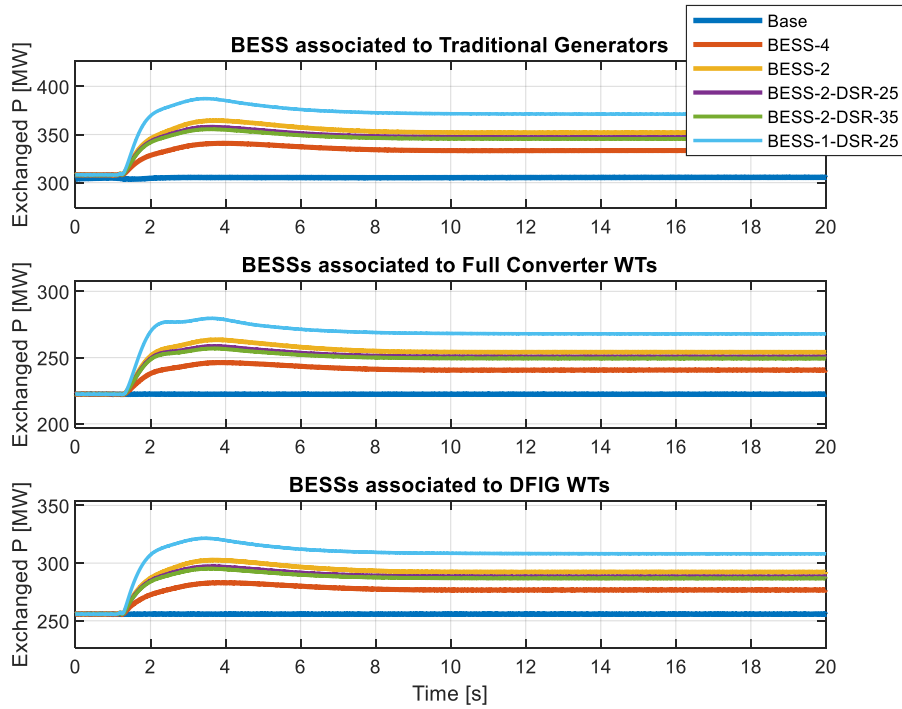 BESS associated to Traditional Generators
Base
BESS-4
BESS-2
BESS-2-DSR-25
BESS-2-DSR-35
BESS-1-DSR-25
Exchanged P [MW]
400
350
300
0 2 4 6 8 10 12 14 16 18 20
BESSs associated to Full Converter WTs
Exchanged P [MW]
300
250
200
0 2 4 6 8 10 12 14 16 18 20
BESSs associated to DFIG WTs
Exchanged P [MW]
350
300
250
0 2 4 6 8 10 12 14 16 18 20
Time [s]